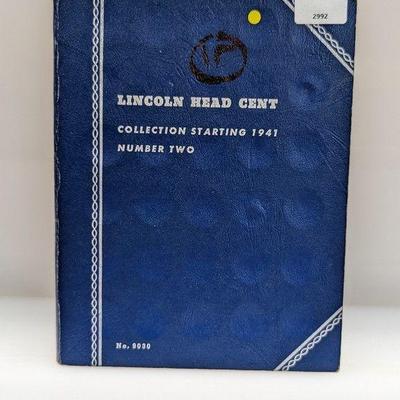 2992
LINCOLN HEAD CENT
COLLECTION STARTING 1941
NUMBER TWO
No. 9030